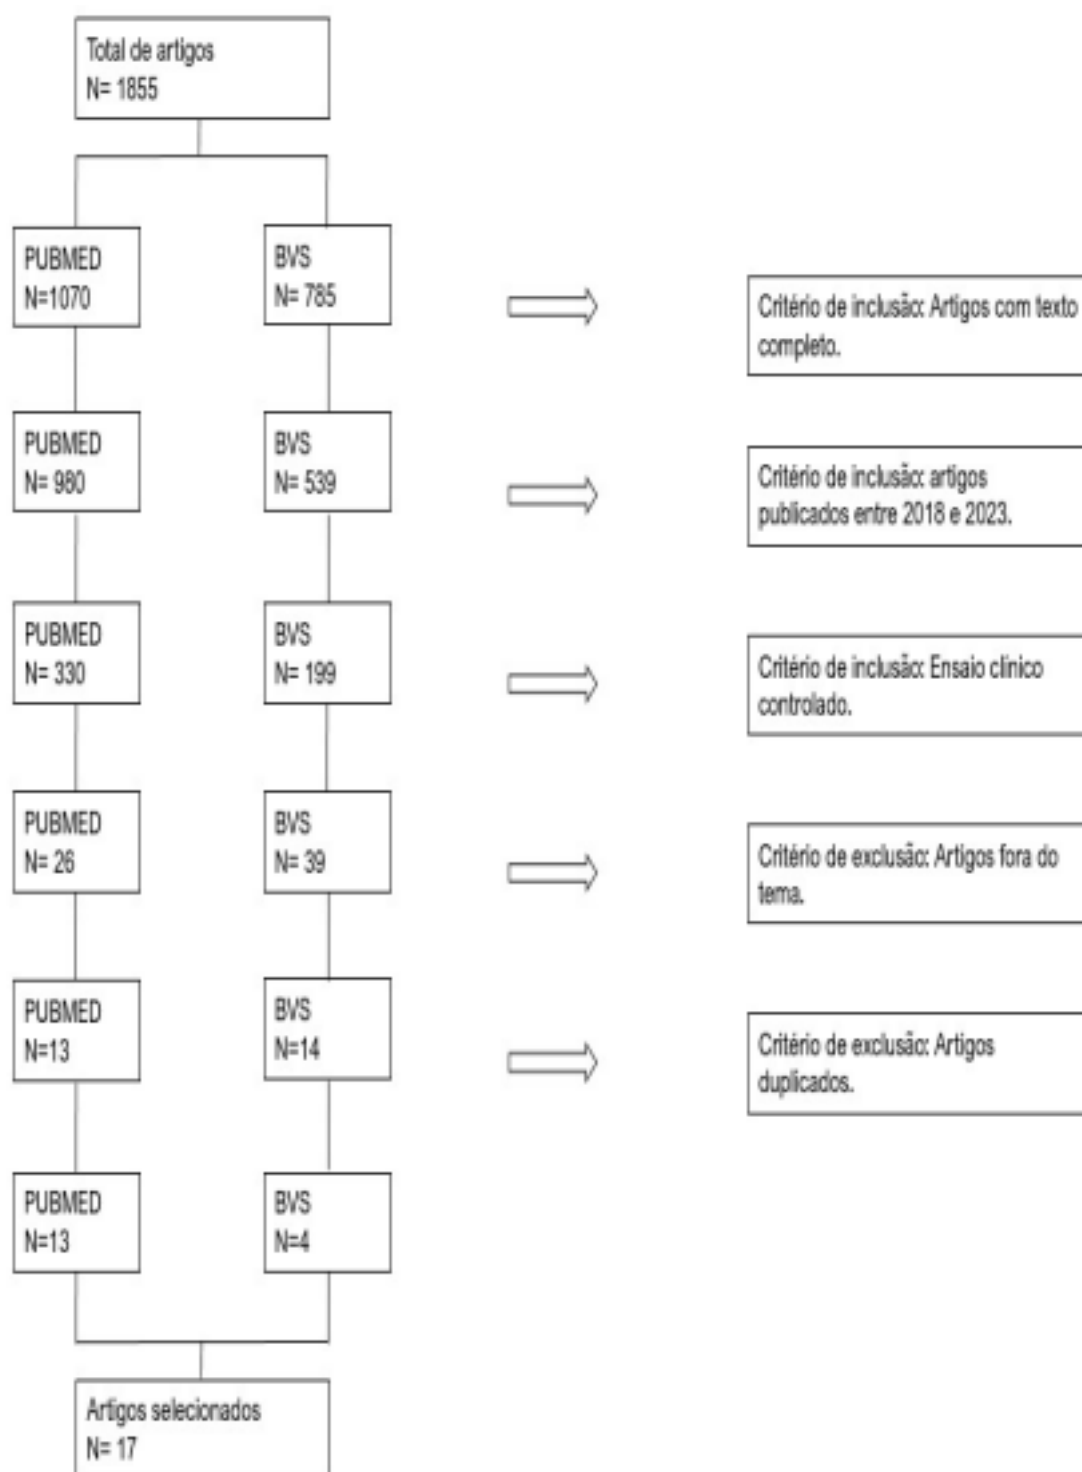 Total de artigos
N= 1855
PUBMED
N=1070
BVS
N= 785
Critério de inclusão: Artigos com texto
completo.
PUBMED
N= 980
BVS
N= 539
Critério de inclusão: artigos
publicados entre 2018 e 2023.
PUBMED
N= 330
BVS
N= 199
Critério de inclusão: Ensaio clínico
controlado.
PUBMED
N= 26
BVS
N= 39
Critério de exclusão: Artigos fora do
tema.
PUBMED
N=13
BVS
N=14
Critério de exclusão: Artigos
duplicados.
PUBMED
N=13
BVS
N=4
Artigos selecionados
N= 17